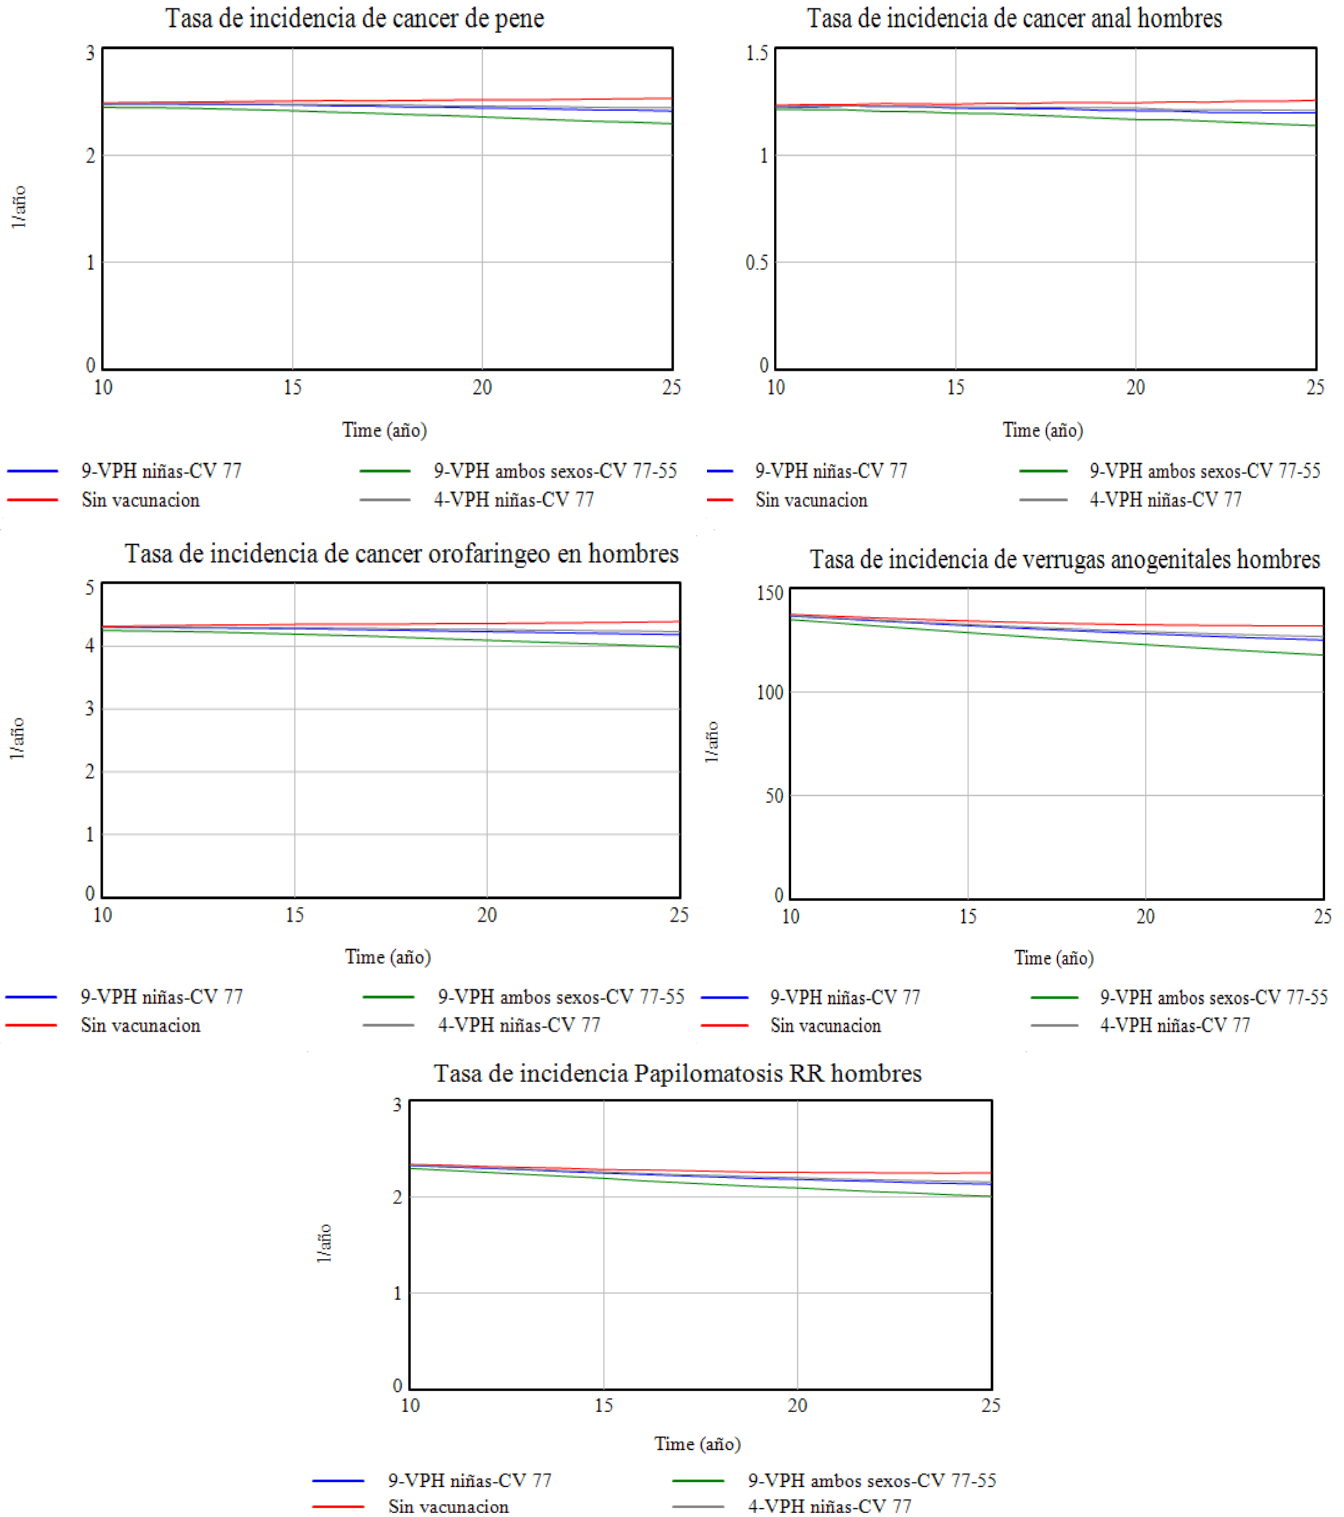 Tasa de incidencia de cancer de pene
3
2
1
0
10 15 20 25
1/año
Time (año)
9-VPH niñas-CV 77
9-VPH ambos sexos-CV 77-55
Sin vacunacion
4-VPH niñas-CV 77
Tasa de incidencia de cancer anal hombres
1.5
1
0.5
0
10 15 20 25
Time (año)
9-VPH niñas-CV 77
9-VPH ambos sexos-CV 77-55
Sin vacunacion
4-VPH niñas-CV 77
Tasa de incidencia de cancer orofaringeo en hombres
5
4
3
2
1
0
10 15 20 25
1/año
Time (año)
9-VPH niñas-CV 77
9-VPH ambos sexos-CV 77-55
Sin vacunacion
4-VPH niñas-CV 77
Tasa de incidencia de verrugas anogenitales hombres
150
100
50
0
10 15 20 25
1/año
Time (año)
9-VPH niñas-CV 77
9-VPH ambos sexos-CV 77-55
Sin vacunacion
4-VPH niñas-CV 77
Tasa de incidencia Papilomatosis RR hombres
3
2
1
0
10 15 20 25
1/año
Time (año)
9-VPH niñas-CV 77
9-VPH ambos sexos-CV 77-55
Sin vacunacion
4-VPH niñas-CV 77